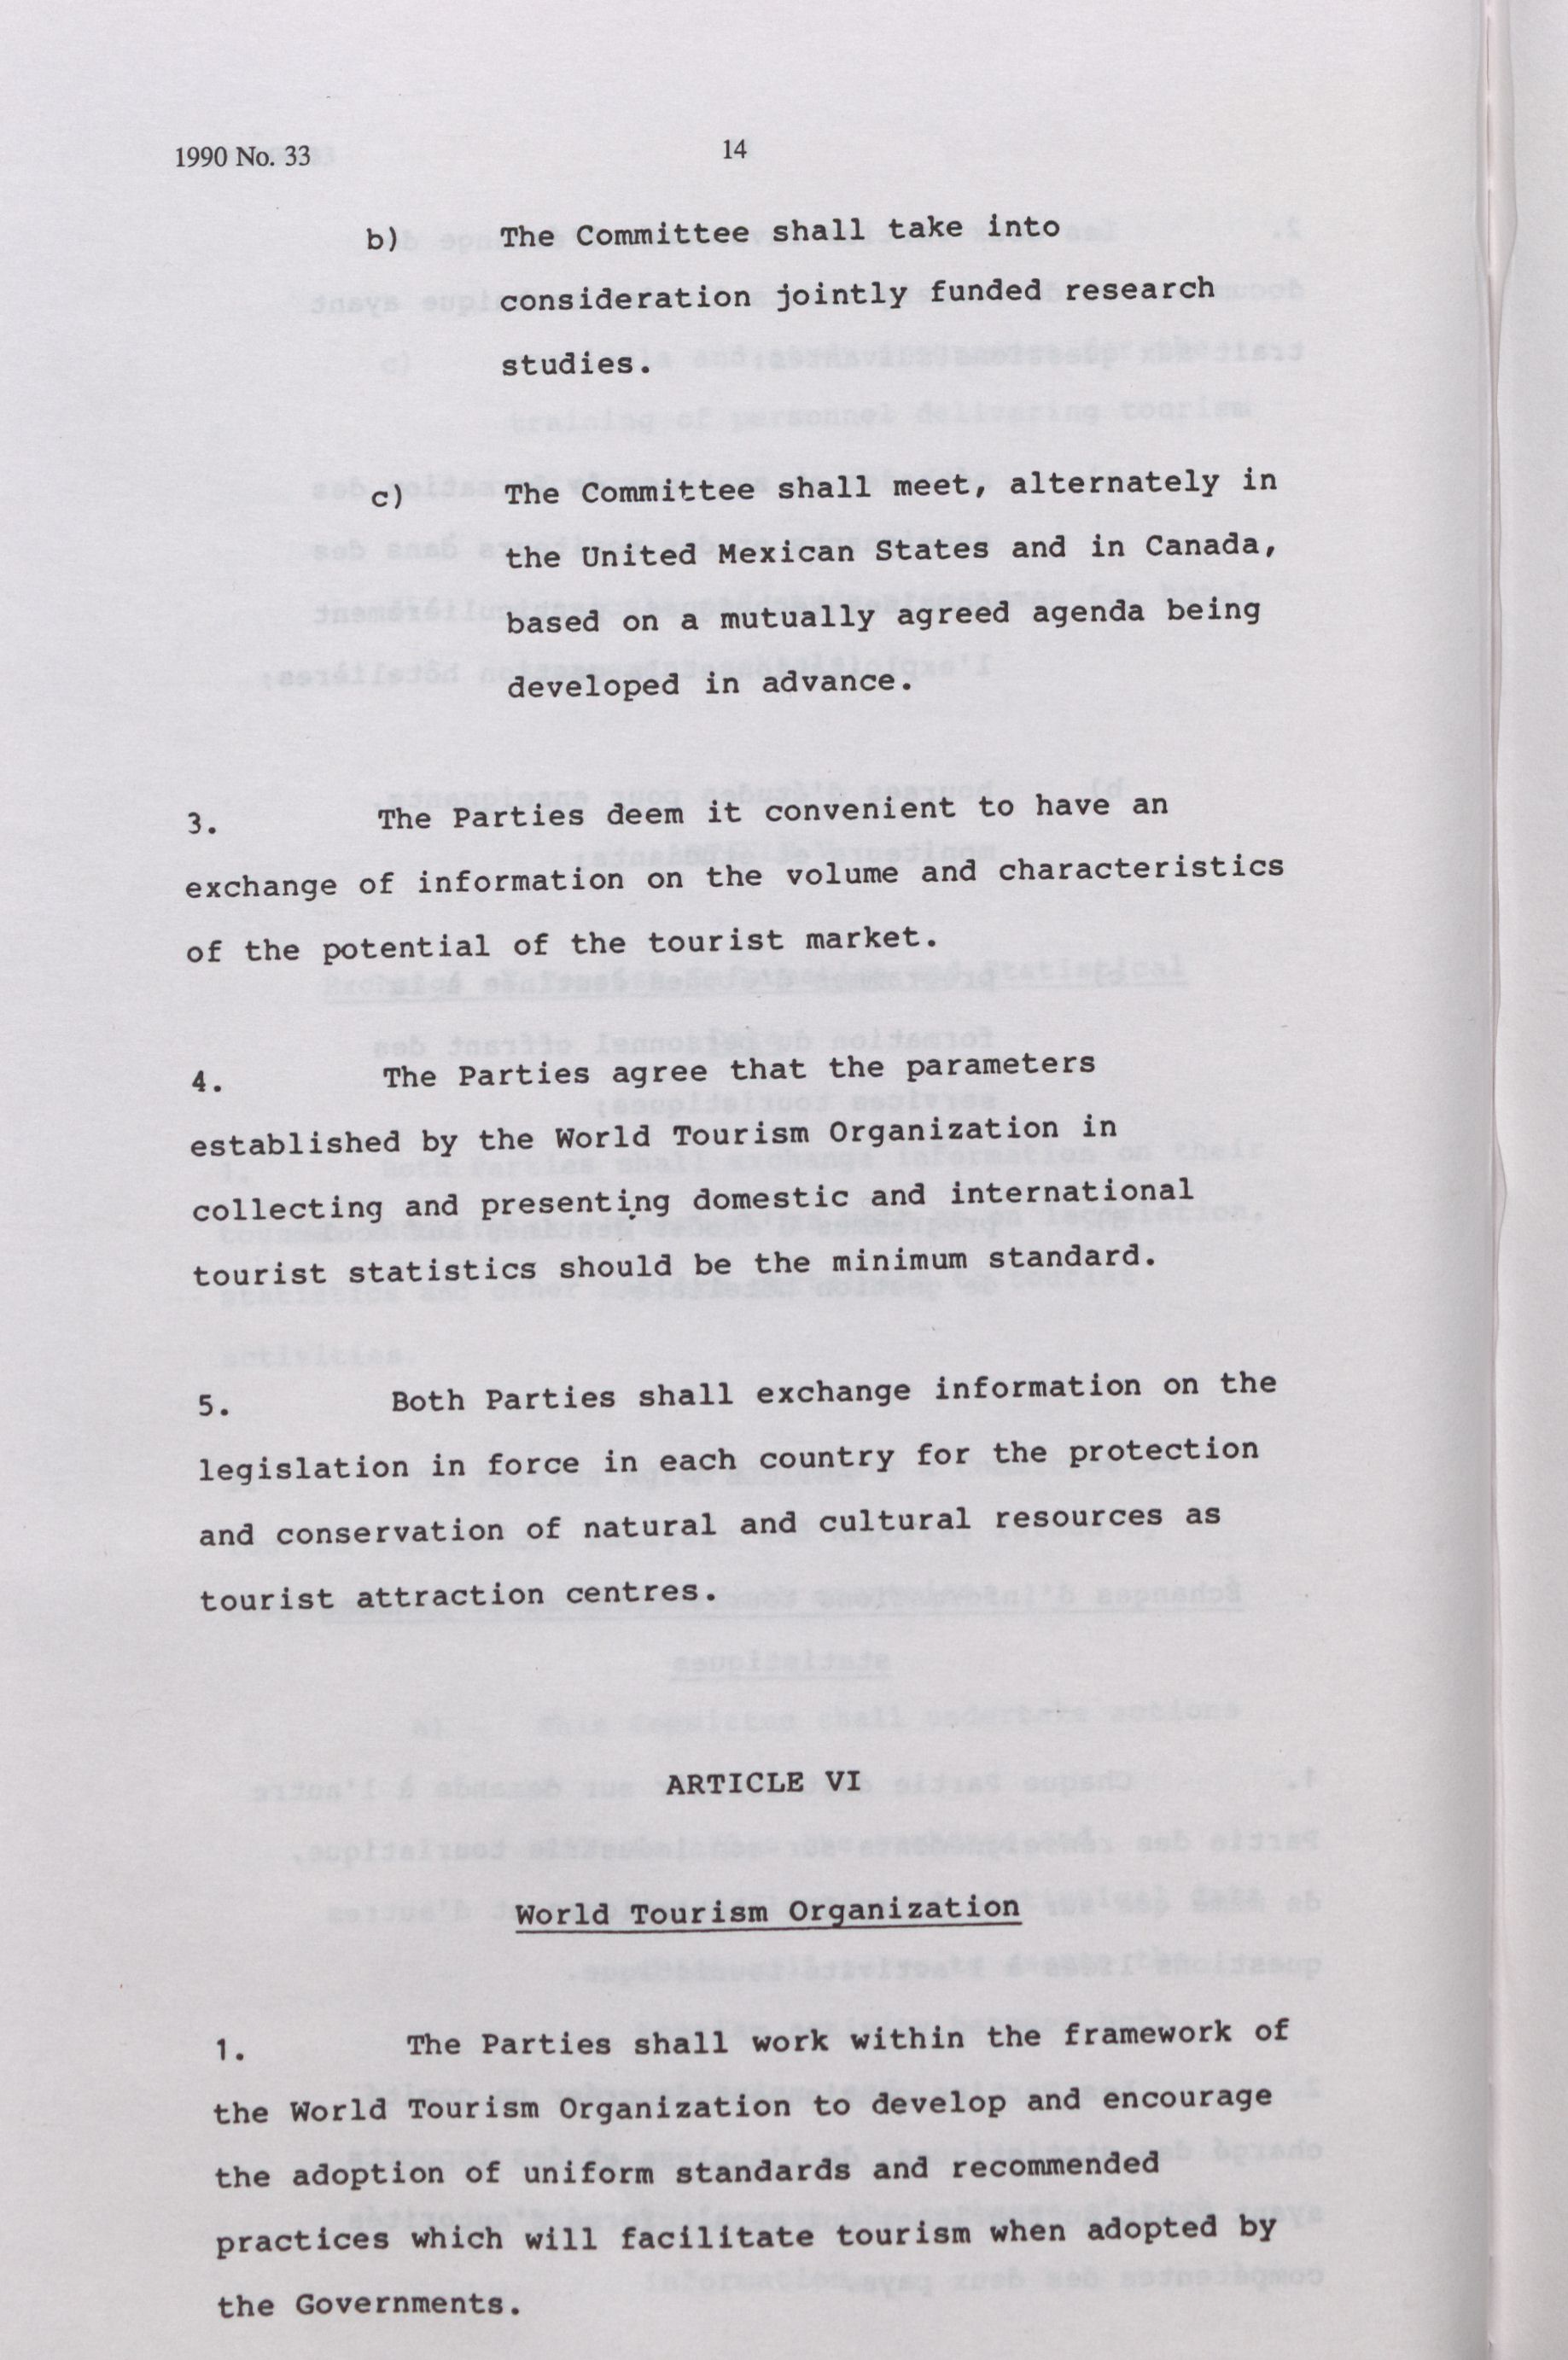 1990 No. 33
14
b) The Committee shall take into
consideration jointly funded research
studies.
c) The Committee shall meet, alternately in
the United Mexican States and in Canada,
based on a mutually agreed agenda being
developed in advance.
3. The Parties deem it convenient to have an
exchange of information on the volume and characteristics
of the potential of the tourist market.
4. The Parties agree that the parameters
established by the World Tourism Organization in
collecting and presenting domestic and international
tourist statistics should be the minimum standard.
5. Both Parties shall exchange information on the
legislation in force in each country for the protection
and conservation of natural and cultural resources as
tourist attraction centres.
ARTICLE VI
World Tourism Organization
1. The Parties shall work within the framework of
the World Tourism Organization to develop and encourage
the adoption of uniform standards and recommended
practices which will facilitate tourism when adopted by
the Governments.